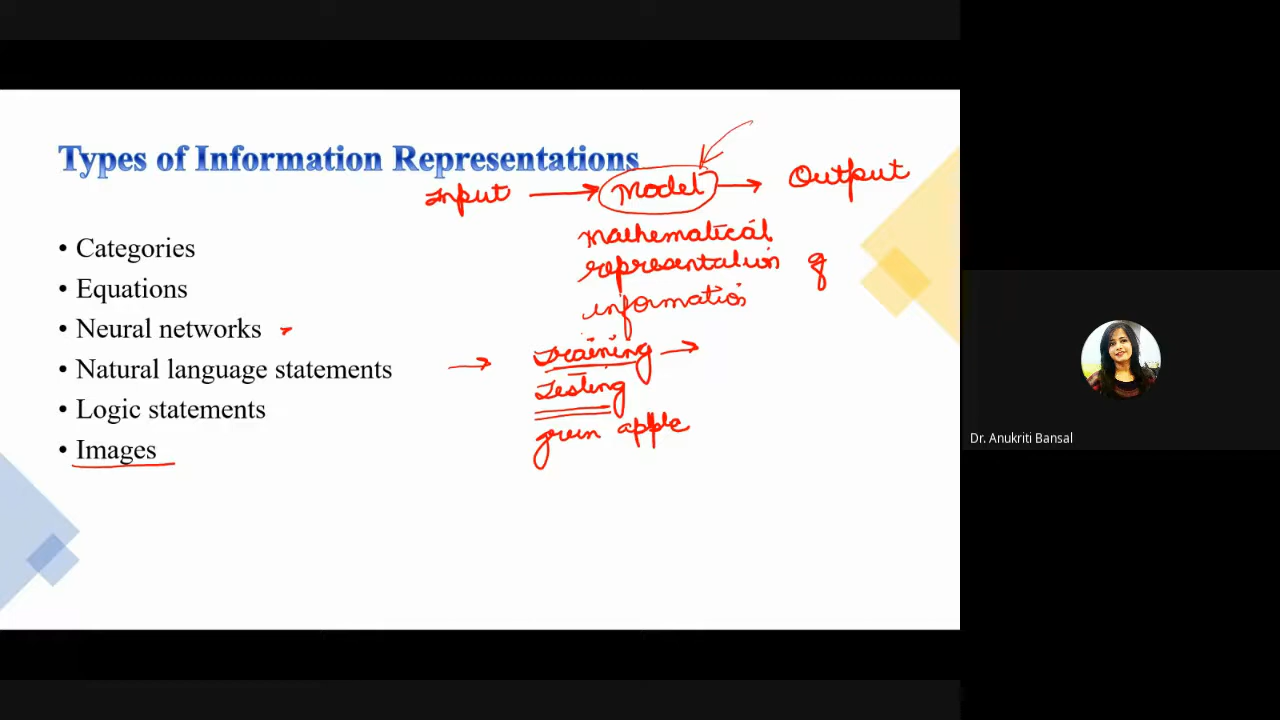 Types of Information Representations
Input → Model → Output
Mathematical
representation of
information
• Categories
• Equations
• Neural networks
• Natural language statements
• Logic statements
• Images
Training →
Testing
green apple
Dr. Anukriti Bansal